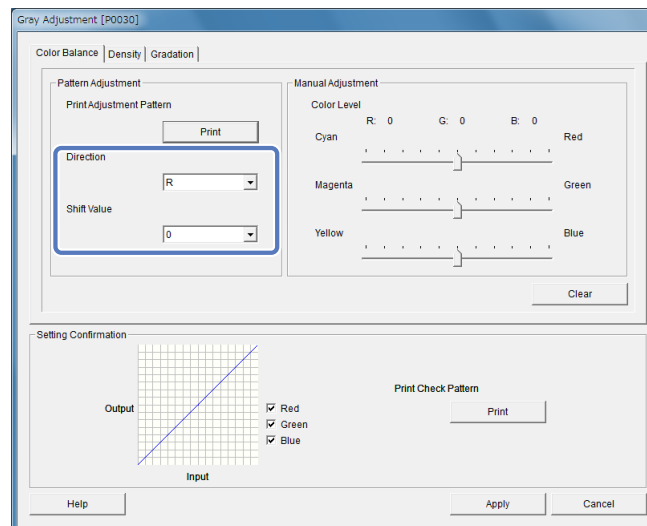 Gray Adjustment [P0030]
Color Balance Density Gradation
Pattern Adjustment
Print Adjustment Pattern
Print
Direction
R
Shift Value
0
Manual Adjustment
Color Level
R: 0 G: 0 B: 0
Cyan Red
Magenta Green
Yellow Blue
Clear
Setting Confirmation
Output
Input
Red
Green
Blue
Print Check Pattern
Print
Help Apply Cancel